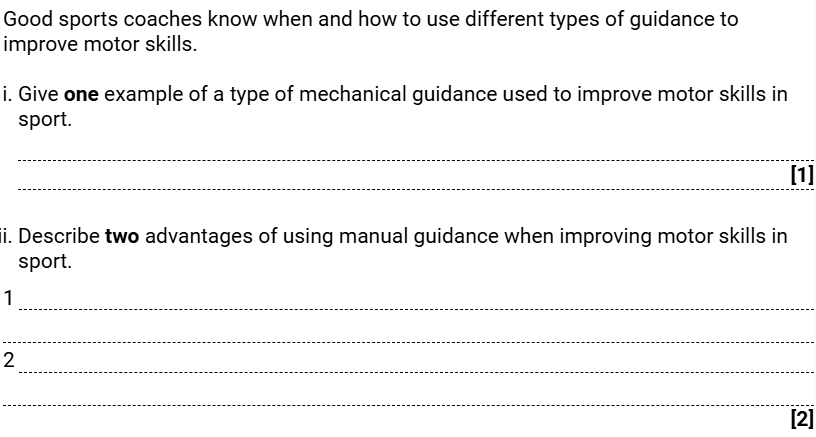 Good sports coaches know when and how to use different types of guidance to
improve motor skills.
i. Give one example of a type of mechanical guidance used to improve motor skills in
sport.
[1]
ii. Describe two advantages of using manual guidance when improving motor skills in
sport.
1
2
[2]